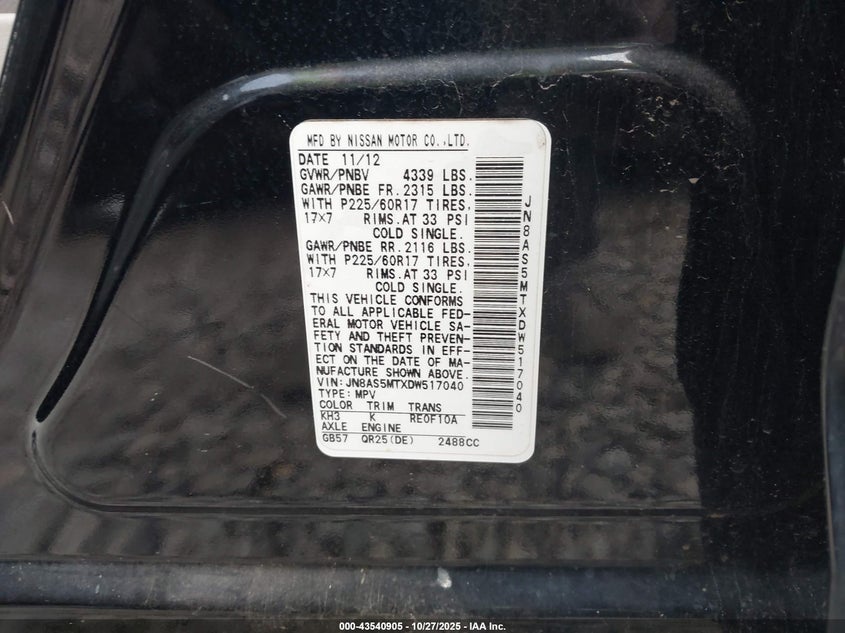 MFD BY NISSAN MOTOR CO.,LTD.
DATE 11/12
GVWR/PNBV 4339 LBS.
GAWR/PNBE FR. 2315 LBS.
WITH P225/60R17 TIRES,
17x7 RIMS.AT 33 PSI
COLD SINGLE.
GAWR/PNBE RR. 2116 LBS.
WITH P225/60R17 TIRES,
17x7 RIMS.AT 33 PSI
COLD SINGLE.
THIS VEHICLE CONFORMS
TO ALL APPLICABLE FED-
ERAL MOTOR VEHICLE SA-
FETY AND THEFT PREVEN-
TION STANDARDS IN EFF-
ECT ON THE DATE OF MA-
NUFACTURE SHOWN ABOVE.
VIN: JN8AS5MTXDW517040
TYPE: MPV
COLOR TRIM TRANS
KH3 K RE0F10A
AXLE ENGINE
GB57 QR25(DE) 2488CC
JN8AS5MTXDW517040
000-43540905 - 10/27/2025 - IAA Inc.